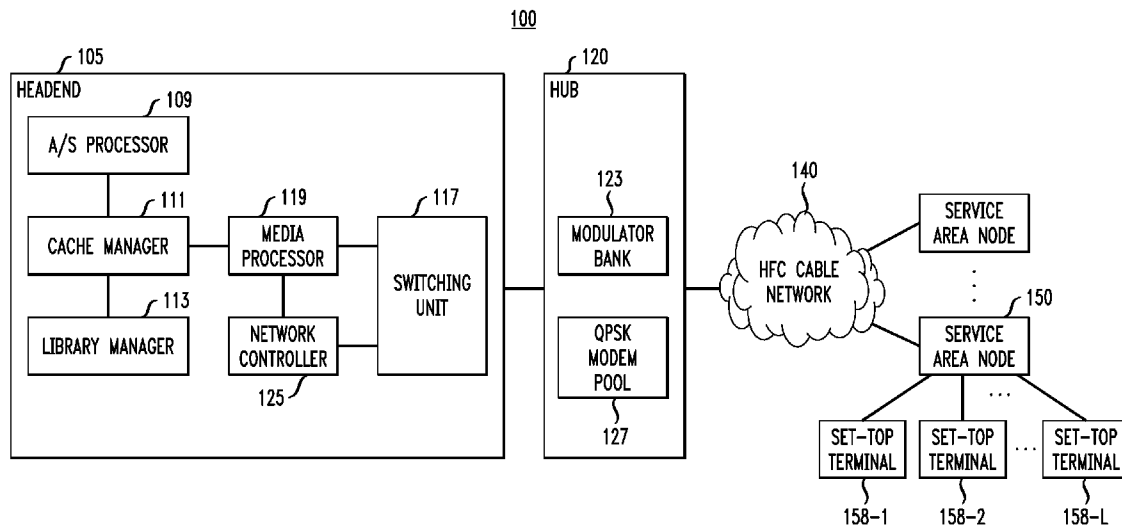 100
105
HEADEND
109
A/S PROCESSOR
111
CACHE MANAGER
113
LIBRARY MANAGER
119
MEDIA
PROCESSOR
NETWORK
CONTROLLER
125
117
SWITCHING
UNIT
120
HUB
123
MODULATOR
BANK
QPSK
MODEM
POOL
127
140
HFC CABLE
NETWORK
SERVICE
AREA NODE
150
SERVICE
AREA NODE
...
SET-TOP
TERMINAL
158-1
SET-TOP
TERMINAL
158-2
...
SET-TOP
TERMINAL
158-L